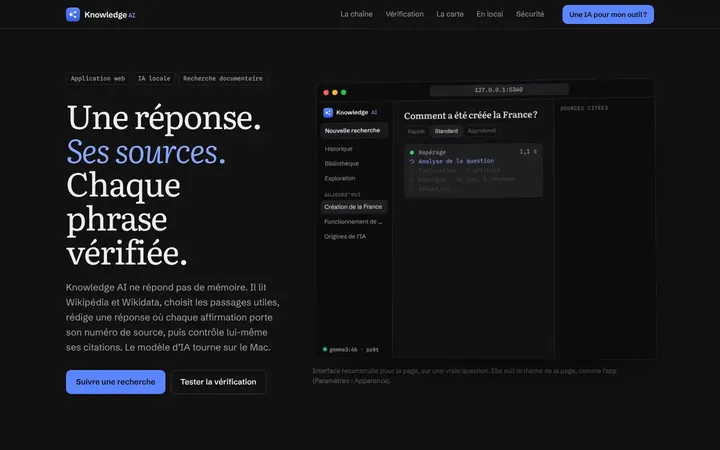 Knowledge AI
La chaîne
Vérification
La carte
En local
Sécurité
Une IA pour mon outil ?
Application web
IA locale
Recherche documentaire
Une réponse.
Ses sources.
Chaque
phrase
vérifiée.
Knowledge AI ne répond pas de mémoire. Il lit
Wikipédia et Wikidata, choisit les passages utiles,
rédige une réponse où chaque affirmation porte
son numéro de source, puis contrôle lui-même
ses citations. Le modèle d'IA tourne sur le Mac.
Suivre une recherche
Tester la vérification
127.0.0.1:5340
Knowledge AI
Nouvelle recherche
Historique
Bibliothèque
Exploration
AUJOURD'HUI
Création de la France
Fonctionnement de …
Origines de l'IA
gemma3:4b · prêt
Comment a été créée la France ?
Rapide
Standard
Approfondi
Repérage
1,1 s
Analyse de la question
SOURCES CITÉES
Interface reconstruite pour la page, sur une vraie question. Elle suit le thème de la page, comme l'app
(Paramètres › Apparence).